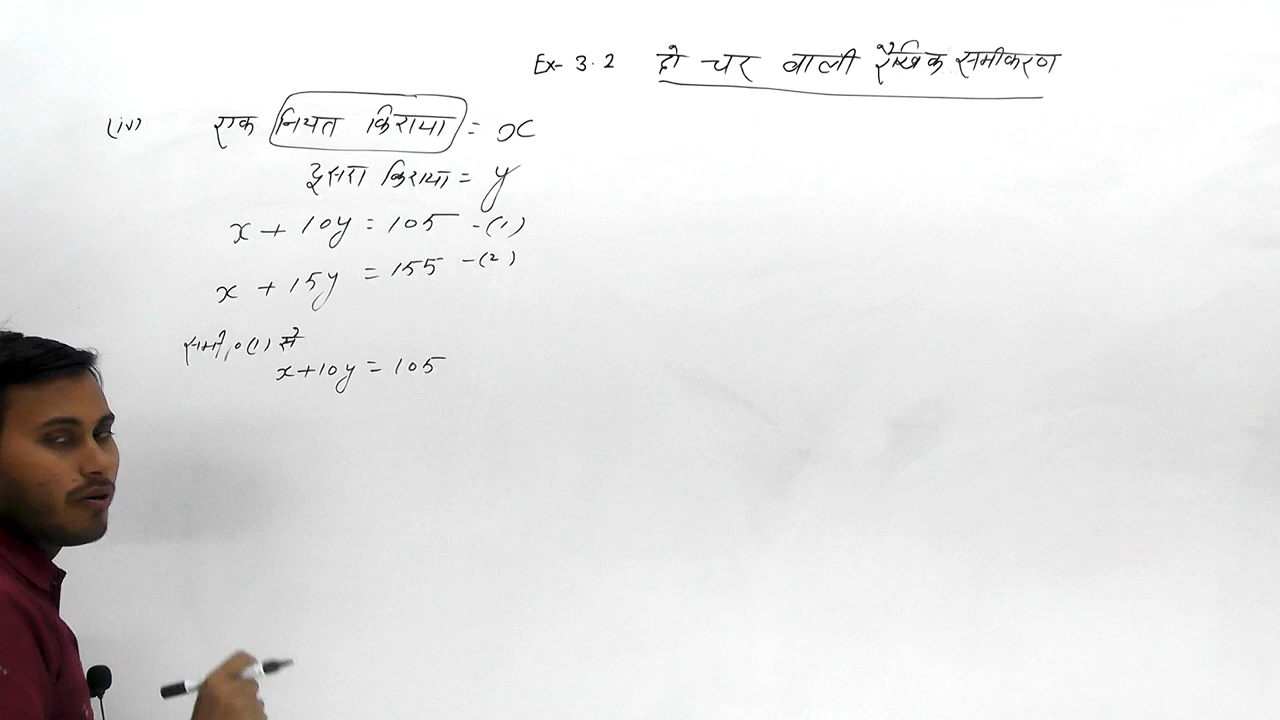 Ex- 3.2 दो चर वाली रैखिक समीकरण
(iv) एक नियत किराया = x
दुसरा किराया = y
x + 10y = 105 -(1)
x + 15y = 155 -(2)
समी० (1) से
x+10y = 105